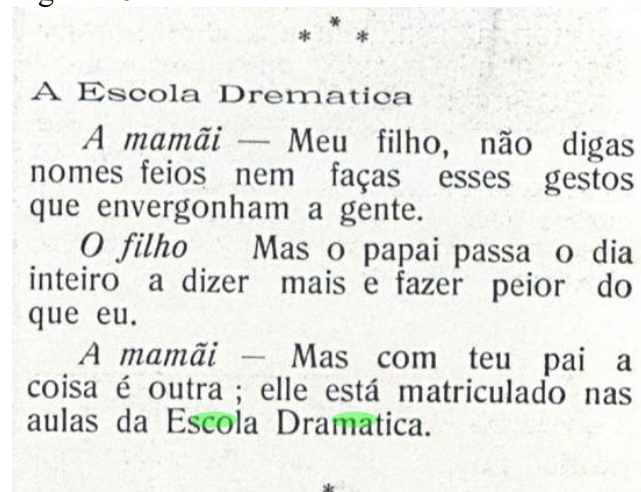 * * *
A Escola Drematica
A mamãi — Meu filho, não digas
nomes feios nem faças esses gestos
que envergonham a gente.
O filho Mas o papai passa o dia
inteiro a dizer mais e fazer peior do
que eu.
A mamãi — Mas com teu pai a
coisa é outra ; elle está matriculado nas
aulas da Escola Dramatica.
*